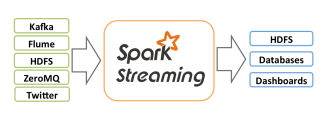 Kafka
Flume
HDFS
ZeroMQ
Twitter
Spark
Streaming
HDFS
Databases
Dashboards